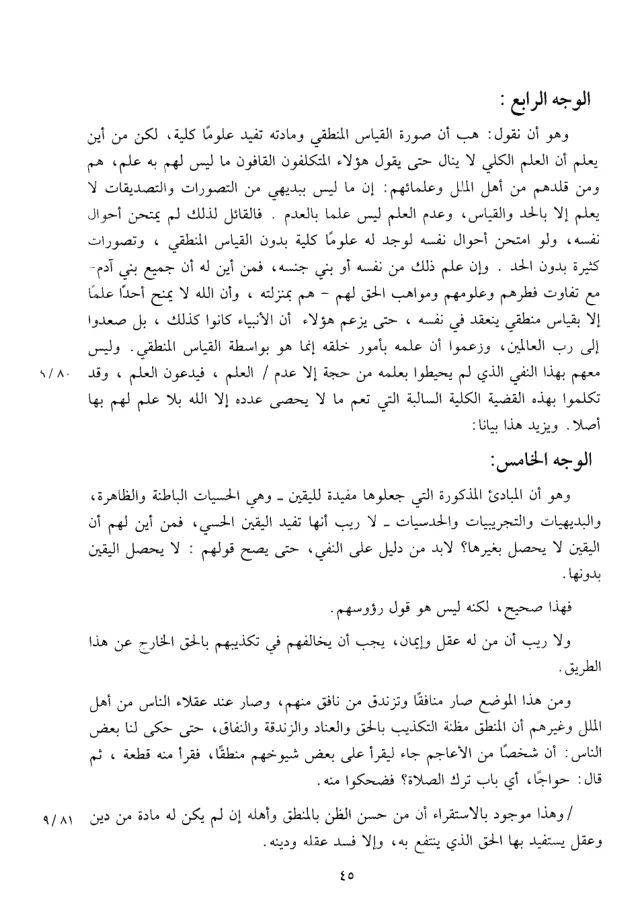 الوجه الرابع :
وهو أن نقول: هب أن صورة القياس المنطقي ومادته تفيد علومًا كلية، لكن من أين
يعلم أن العلم الكلي لا ينال حتى يقول هؤلاء المتكلفون القافون ما ليس لهم به علم، هم
ومن قلدهم من أهل الملل وعلمائهم: إن ما ليس ببديهي من التصورات والتصديقات لا
يعلم إلا بالحد والقياس، وعدم العلم ليس علما بالعدم . فالقائل لذلك لم يمتحن أحوال
نفسه، ولو امتحن أحوال نفسه لوجد له علومًا كلية بدون القياس المنطقي ، وتصورات
كثيرة بدون الحد . وإن علم ذلك من نفسه أو بني جنسه، فمن أين له أن جميع بني آدم-
مع تفاوت فطرهم وعلومهم ومواهب الحق لهم – هم بمنزلته ، وأن الله لا يمنح أحدًا علمًا
إلا بقياس منطقي ينعقد في نفسه ، حتى يزعم هؤلاء أن الأنبياء كانوا كذلك ، بل صعدوا
إلى رب العالمين، وزعموا أن علمه بأمور خلقه إنما هو بواسطة القياس المنطقي. وليس
معهم بهذا النفي الذي لم يحيطوا بعلمه من حجة إلا عدم / العلم ، فيدعون العلم ، وقد ٩/٨٠
تكلموا بهذه القضية الكلية السالبة التي تعم ما لا يحصى عدده إلا الله بلا علم لهم بها
أصلا. ويزيد هذا بيانا:
الوجه الخامس:
وهو أن المبادئ المذكورة التي جعلوها مفيدة لليقين ـ وهي الحسيات الباطنة والظاهرة،
والبديهيات والتجريبيات والحدسيات ـ لا ريب أنها تفيد اليقين الحسي، فمن أين لهم أن
اليقين لا يحصل بغيرها؟ لابد من دليل على النفي، حتى يصح قولهم : لا يحصل اليقين
بدونها.
فهذا صحيح، لكنه ليس هو قول رؤوسهم.
ولا ريب أن من له عقل وإيمان، يجب أن يخالفهم في تكذيبهم بالحق الخارج عن هذا
الطريق.
ومن هذا الموضع صار منافقًا وتزندق من نافق منهم، وصار عند عقلاء الناس من أهل
الملل وغيرهم أن المنطق مظنة التكذيب بالحق والعناد والزندقة والنفاق، حتى حكى لنا بعض
الناس: أن شخصًا من الأعاجم جاء ليقرأ على بعض شيوخهم منطقًا، فقرأ منه قطعة ، ثم
قال: حواجًا، أي باب ترك الصلاة؟ فضحكوا منه.
/ وهذا موجود بالاستقراء أن من حسن الظن بالمنطق وأهله إن لم يكن له مادة من دين ٩/٨١
وعقل يستفيد بها الحق الذي ينتفع به، وإلا فسد عقله ودينه.
٤٥